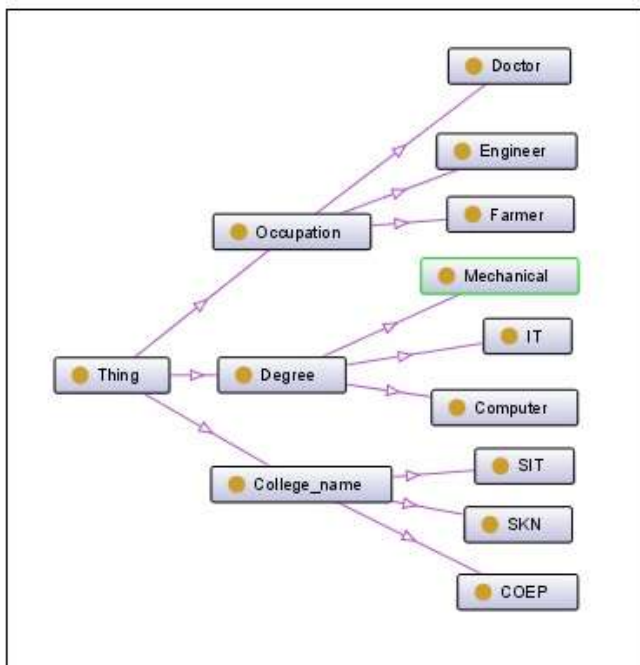 Doctor
Engineer
Farmer
Occupation
Mechanical
IT
Thing
Degree
Computer
SIT
College_name
SKN
COEP